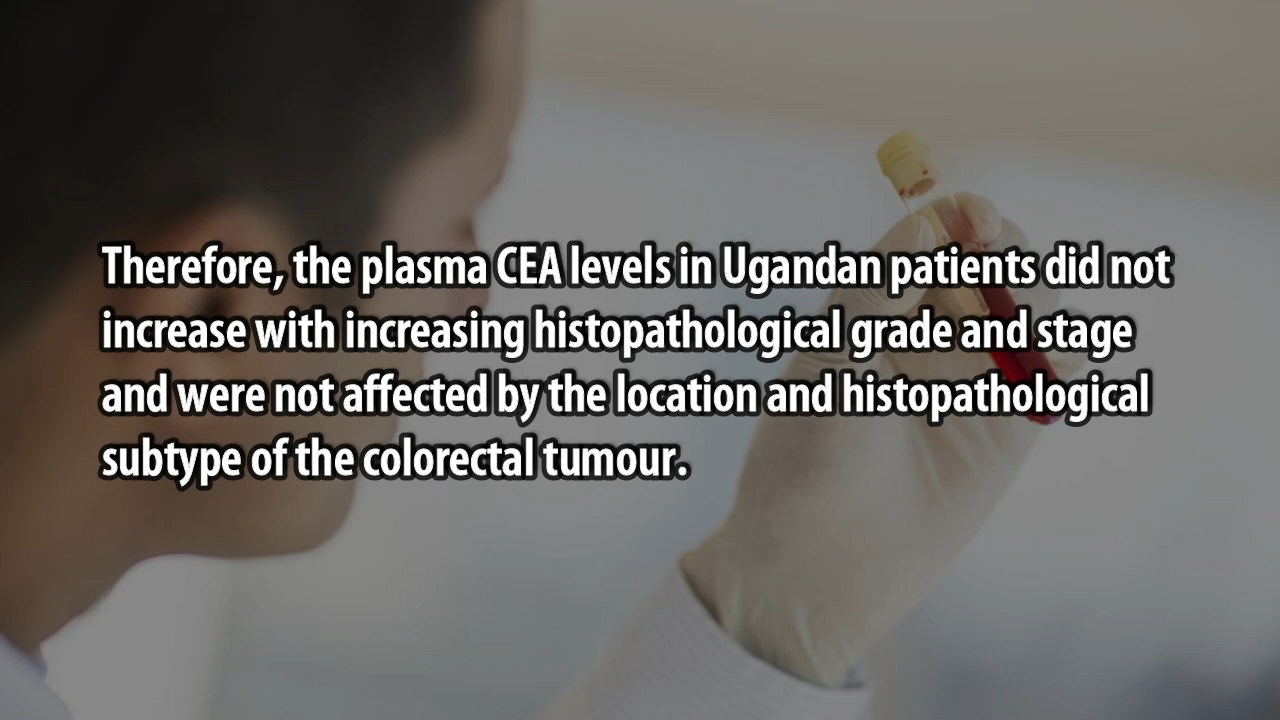 Therefore, the plasma CEA levels in Ugandan patients did not
increase with increasing histopathological grade and stage
and were not affected by the location and histopathological
subtype of the colorectal tumour.